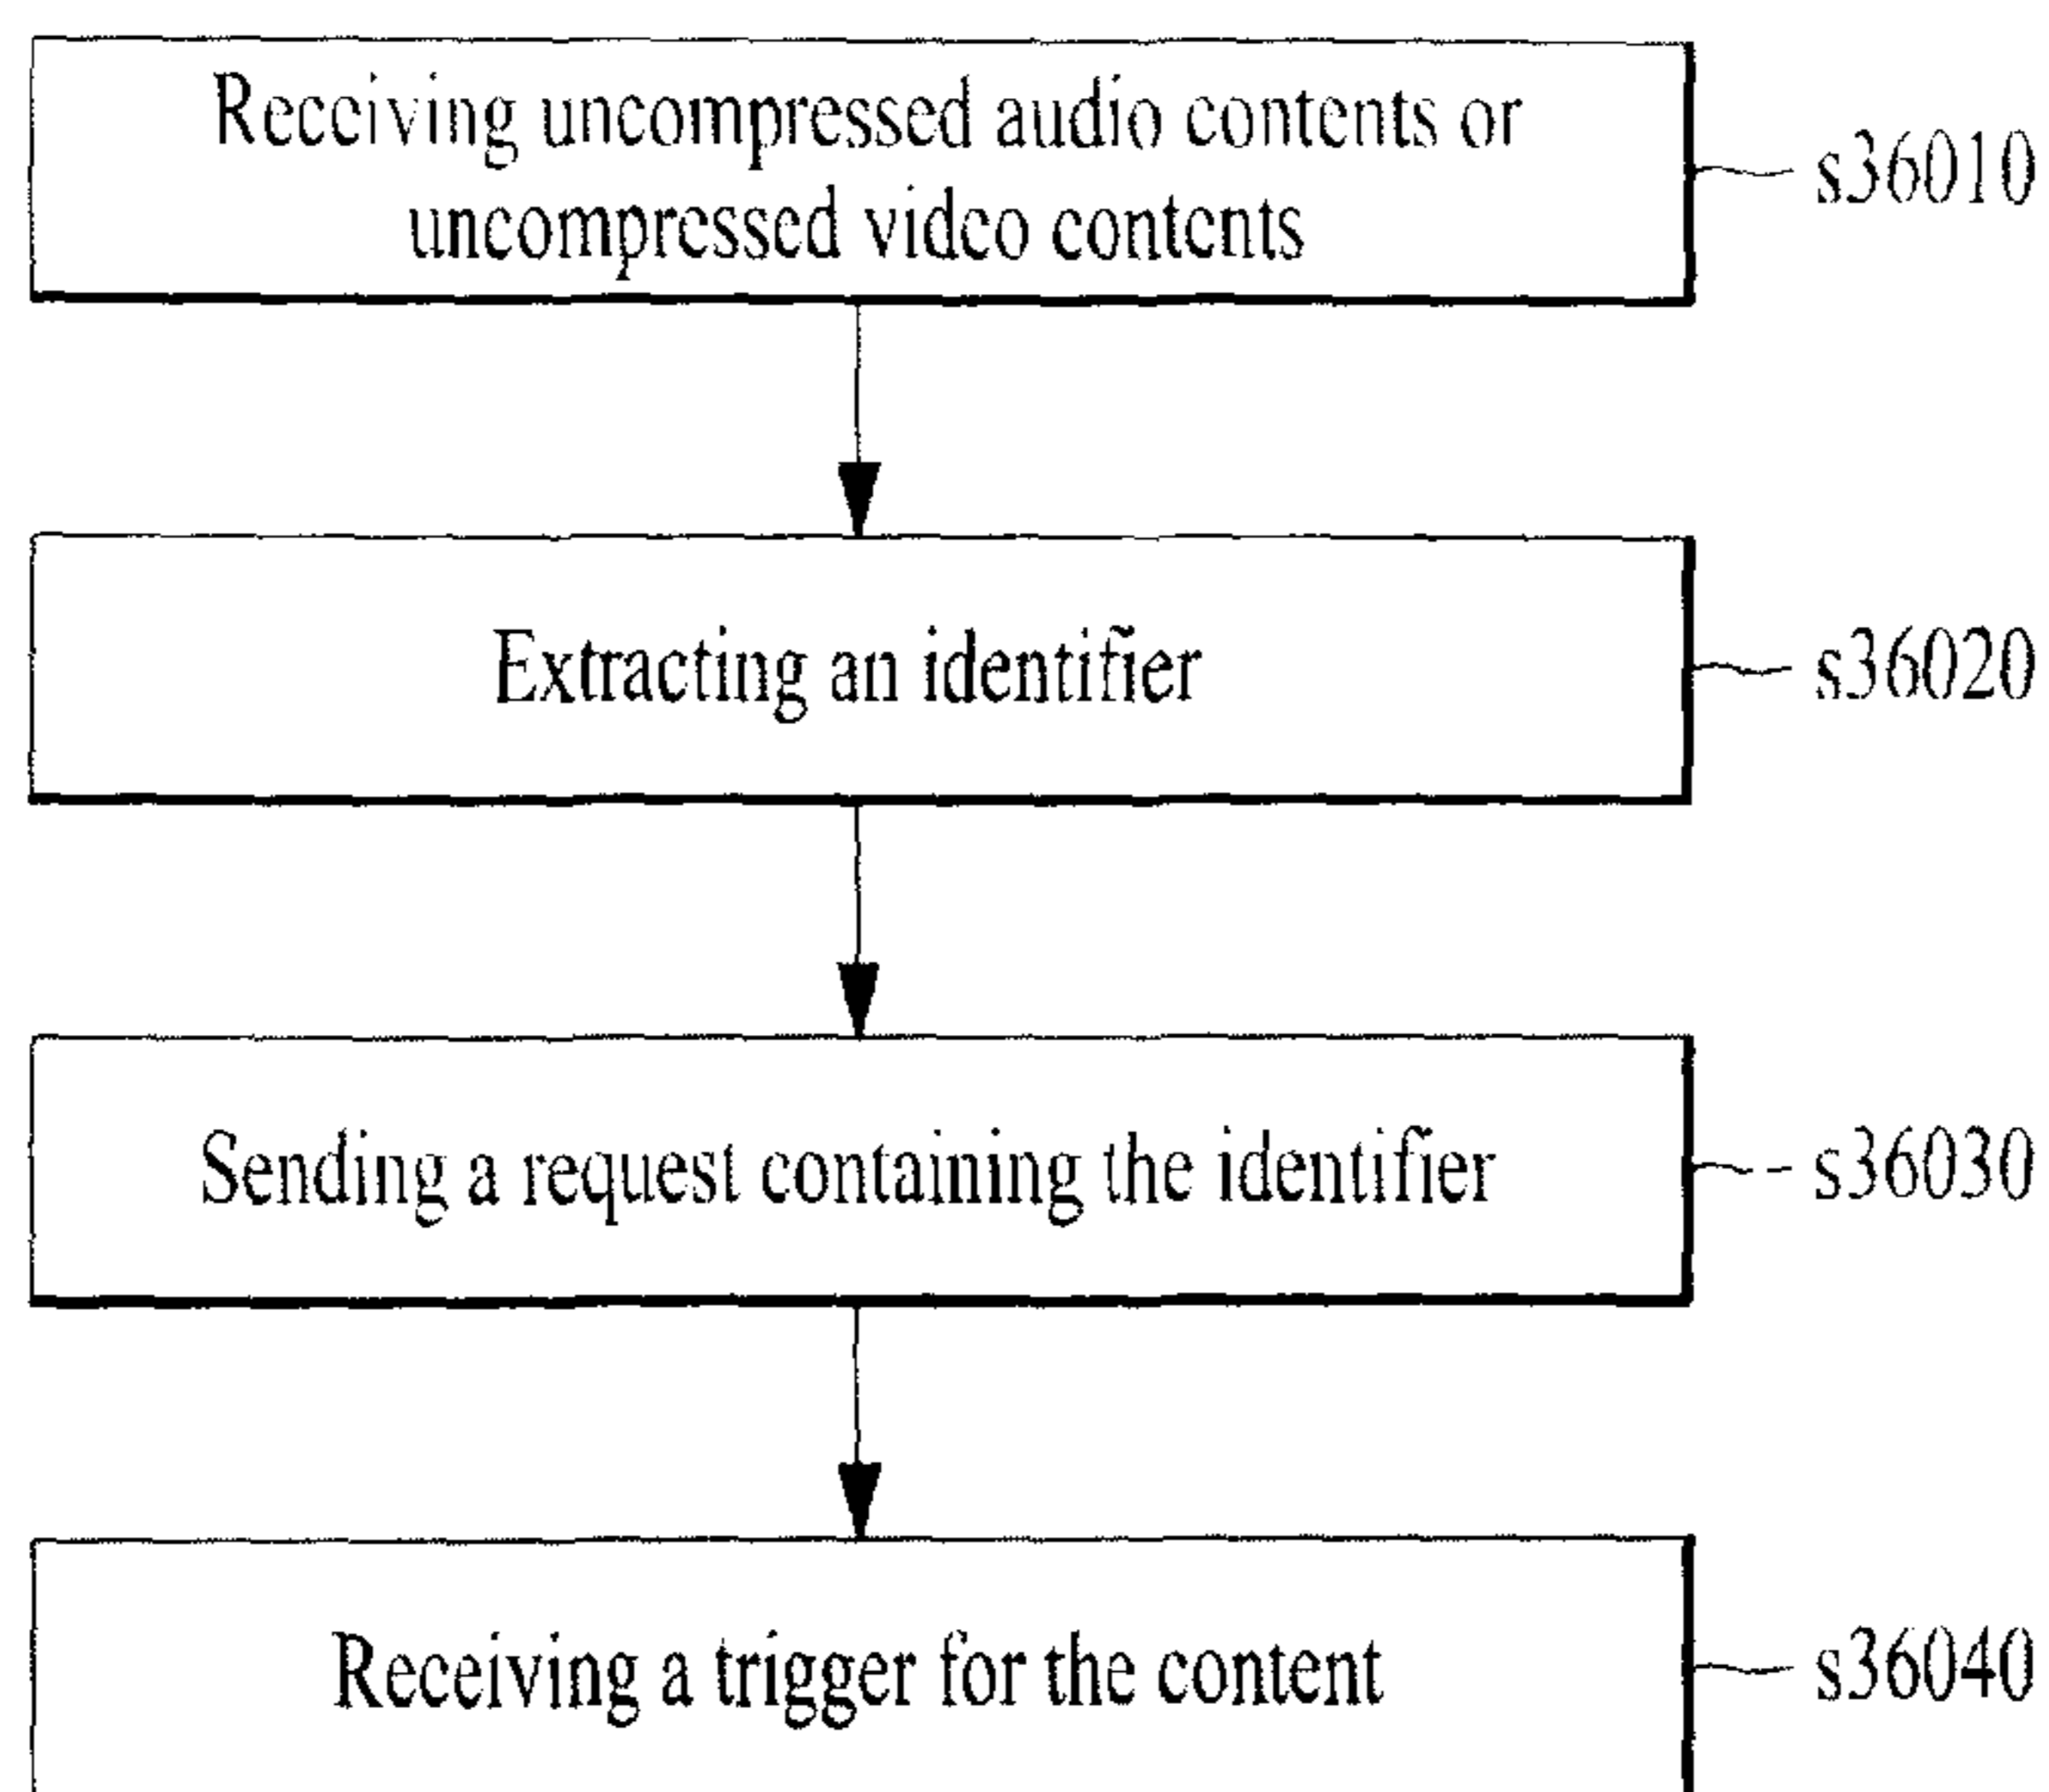 Receiving uncompressed audio contents or
uncompressed video contents
s36010
Extracting an identifier
s36020
Sending a request containing the identifier
s36030
Receiving a trigger for the content
s36040